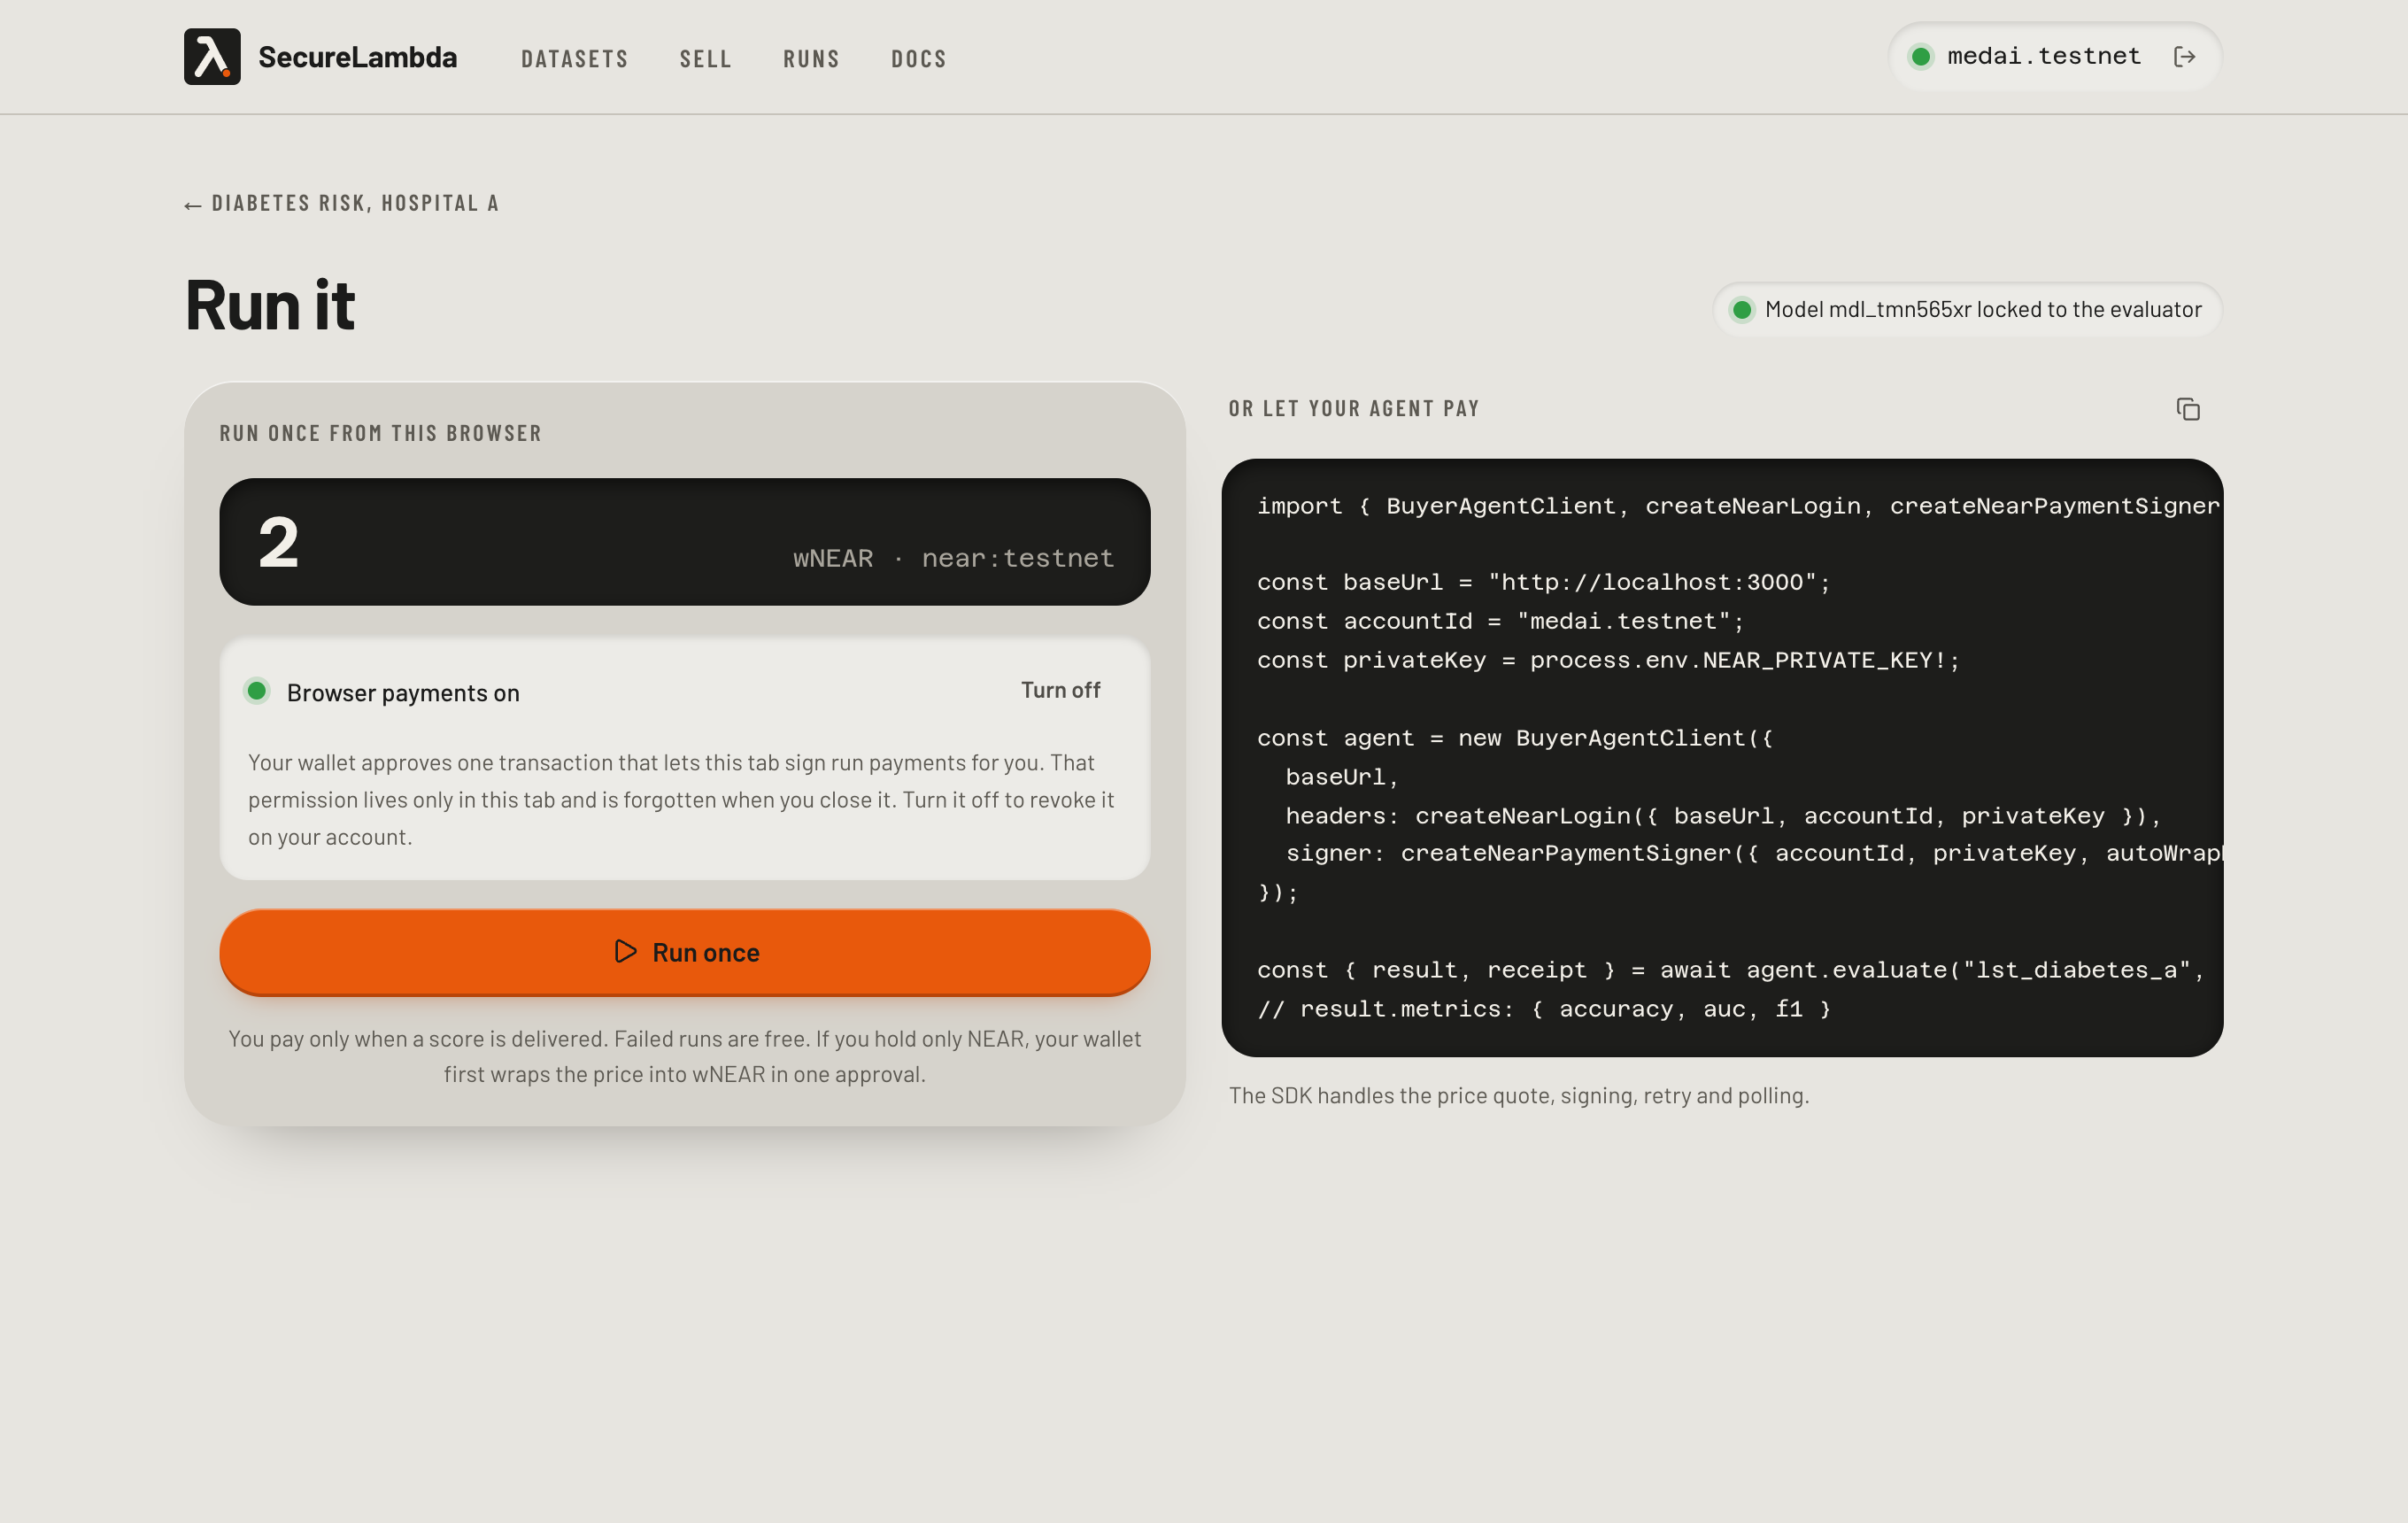 SecureLambda
DATASETS
SELL
RUNS
DOCS
medai.testnet
← DIABETES RISK, HOSPITAL A
Run it
Model mdl_tmn565xr locked to the evaluator
RUN ONCE FROM THIS BROWSER
2
wNEAR · near:testnet
Browser payments on
Turn off
Your wallet approves one transaction that lets this tab sign run payments for you. That
permission lives only in this tab and is forgotten when you close it. Turn it off to revoke it
on your account.
Run once
You pay only when a score is delivered. Failed runs are free. If you hold only NEAR, your wallet
first wraps the price into wNEAR in one approval.
OR LET YOUR AGENT PAY
import { BuyerAgentClient, createNearLogin, createNearPaymentSigner
const baseUrl = "http://localhost:3000";
const accountId = "medai.testnet";
const privateKey = process.env.NEAR_PRIVATE_KEY!;
const agent = new BuyerAgentClient({
  baseUrl,
  headers: createNearLogin({ baseUrl, accountId, privateKey }),
  signer: createNearPaymentSigner({ accountId, privateKey, autoWrap
});
const { result, receipt } = await agent.evaluate("lst_diabetes_a",
// result.metrics: { accuracy, auc, f1 }
The SDK handles the price quote, signing, retry and polling.